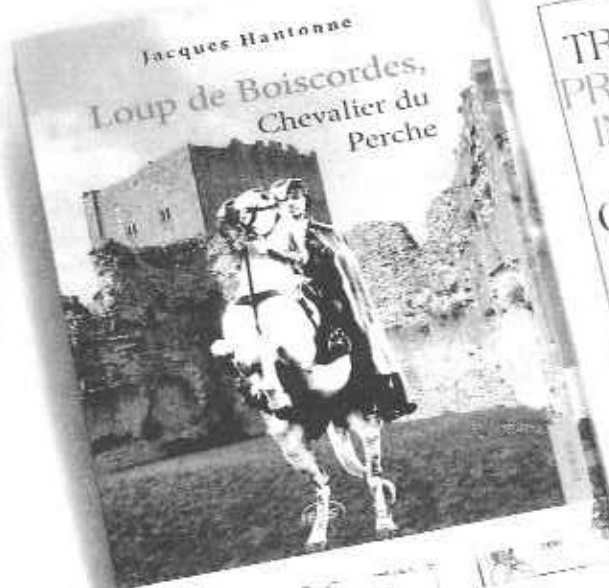 Jacques Hantonne
Loup de Boiscordes,
Chevalier du
Perche